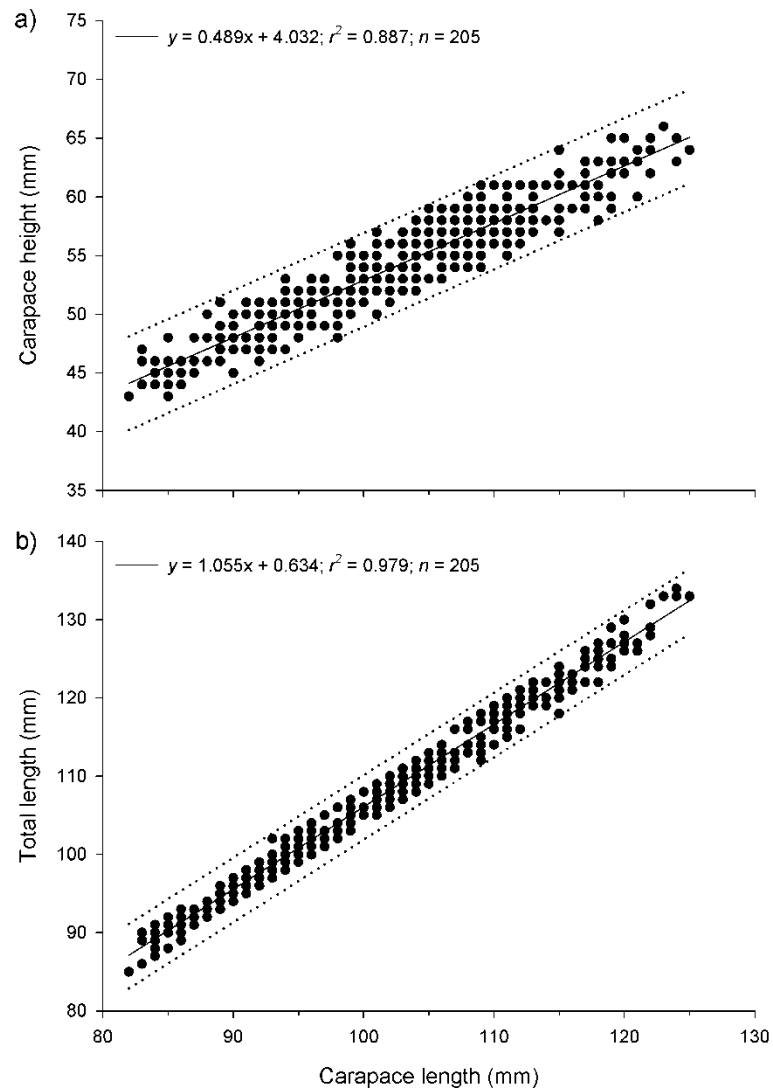 a)
y = 0.489x + 4.032; r² = 0.887; n = 205
75
70
65
60
55
50
45
40
35
Carapace height (mm)
b)
y = 1.055x + 0.634; r² = 0.979; n = 205
140
130
120
110
100
90
80
Total length (mm)
80 90 100 110 120 130
Carapace length (mm)